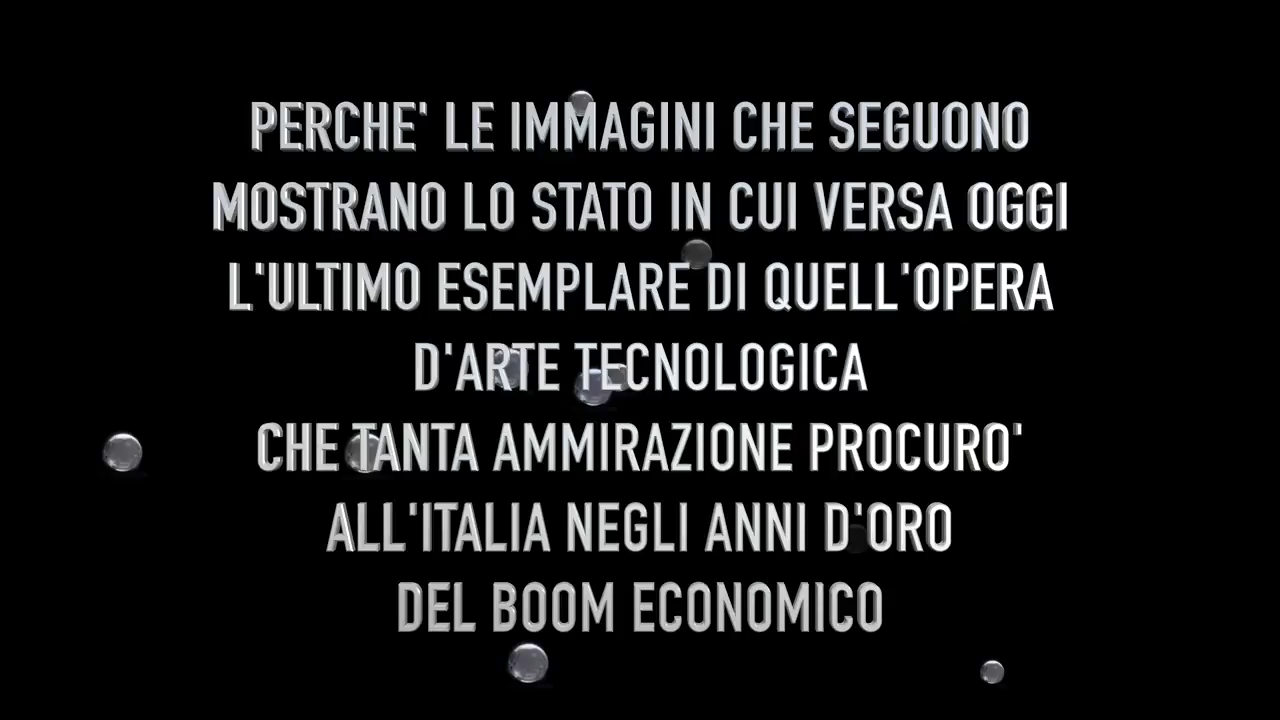 PERCHE' LE IMMAGINI CHE SEGUONO
MOSTRANO LO STATO IN CUI VERSA OGGI
L'ULTIMO ESEMPLARE DI QUELL'OPERA
D'ARTE TECNOLOGICA
CHE TANTA AMMIRAZIONE PROCURO'
ALL'ITALIA NEGLI ANNI D'ORO
DEL BOOM ECONOMICO